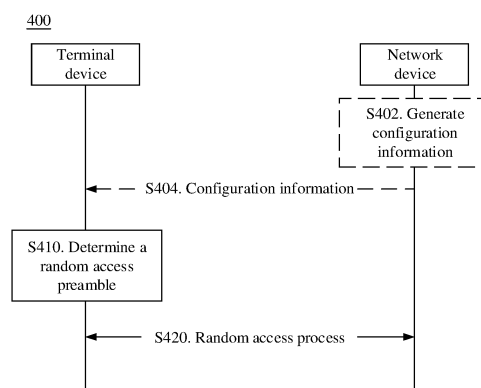 400
Terminal
device
Network
device
S402. Generate
configuration
information
S404. Configuration information
S410. Determine a
random access
preamble
S420. Random access process